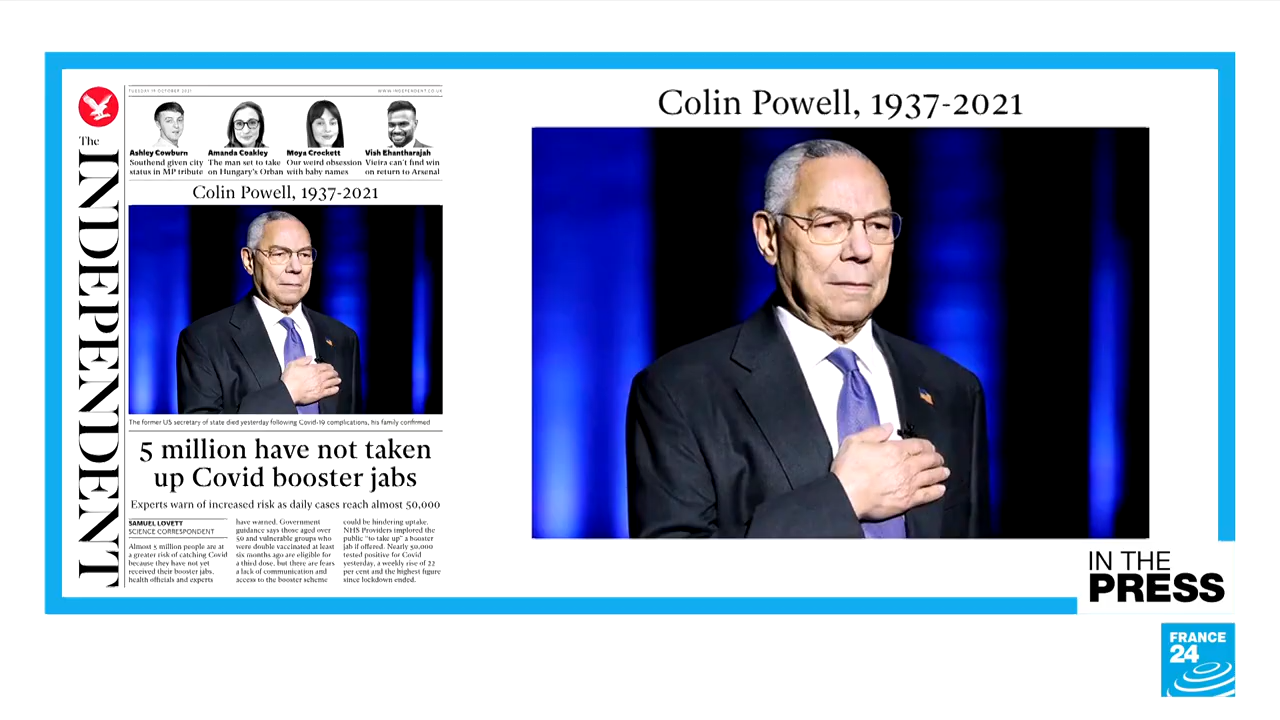 TUESDAY 19 OCTOBER 2021
WWW.INDEPENDENT.CO.UK
The
INDEPENDENT
Ashley Cowburn
Southend given city
status in MP tribute
Amanda Coakley
The man set to take
on Hungary's Orban
Moya Crockett
Our weird obsession
with baby names
Vish Ehantharajah
Vieira can't find win
on return to Arsenal
Colin Powell, 1937-2021
The former US secretary of state died yesterday following Covid-19 complications, his family confirmed
5 million have not taken
up Covid booster jabs
Experts warn of increased risk as daily cases reach almost 50,000
SAMUEL LOVETT
SCIENCE CORRESPONDENT
Almost 5 million people are at
a greater risk of catching Covid
because they have not yet
received their booster jabs,
health officials and experts
have warned. Government
guidance says those aged over
50 and vulnerable groups who
were double vaccinated at least
six months ago are eligible for
a third dose, but there are fears
a lack of communication and
access to the booster scheme
could be hindering uptake.
NHS Providers implored the
public "to take up" a booster
jab if offered. Nearly 50,000
tested positive for Covid
yesterday, a weekly rise of 22
per cent and the highest figure
since lockdown ended.
Colin Powell, 1937-2021
IN THE
PRESS
FRANCE
24